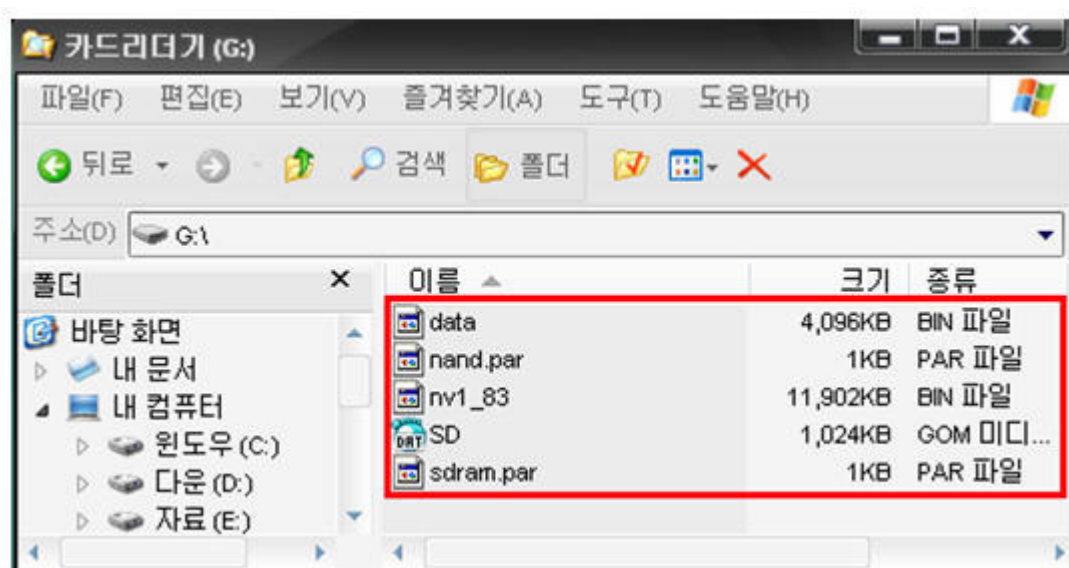 카드리더기 (G:)
파일(F) 편집(E) 보기(V) 즐겨찾기(A) 도구(T) 도움말(H)
뒤로 검색 폴더
주소(D) G:\
폴더 이름 크기 종류
바탕 화면 data 4,096KB BIN 파일
내 문서 nand.par 1KB PAR 파일
내 컴퓨터 nv1_83 11,902KB BIN 파일
윈도우 (C:) DAT SD 1,024KB GOM 미디...
다운 (D:) sdram.par 1KB PAR 파일
자료 (E:)